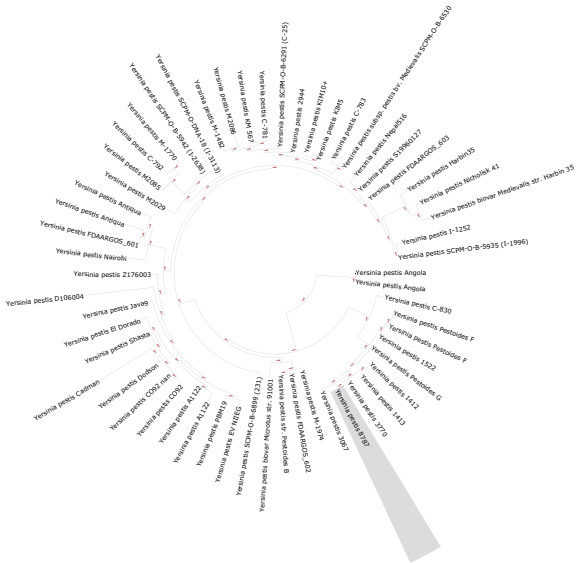 Yersinia pestis subsp. pestis bv. Medievalis SCPM-O-B-6530
Yersinia pestis SCPM-O-B-6291 (C-25)
Yersinia pestis 2944
Yersinia pestis KIM10+
Yersinia pestis KIM5
Yersinia pestis C-783
Yersinia pestis Nepal516
Yersinia pestis S19960127
Yersinia pestis FDAARGOS_603
Yersinia pestis Harbin35
Yersinia pestis Nicholisk 41
Yersinia pestis biovar Medievalis str. Harbin 35
Yersinia pestis I-1252
Yersinia pestis SCPM-O-B-5935 (I-1996)
Yersinia pestis Angola
Yersinia pestis Angola
Yersinia pestis C-830
Yersinia pestis Pestoides F
Yersinia pestis Pestoides F
Yersinia pestis 1522
Yersinia pestis Pestoides G
Yersinia pestis 1412
Yersinia pestis 1413
Yersinia pestis 3770
Yersinia pestis 8787
Yersinia pestis 3067
Yersinia pestis M-1974
Yersinia pestis FDAARGOS_602
Yersinia pestis str. Pestoides B
Yersinia pestis biovar Microtus str. 91001
Yersinia pestis SCPM-O-B-6899 (231)
Yersinia pestis EV NIIEG
Yersinia pestis PBM19
Yersinia pestis A1122
Yersinia pestis A1122
Yersinia pestis CO92
Yersinia pestis CO92 nan
Yersinia pestis Dodson
Yersinia pestis Cadman
Yersinia pestis Shasta
Yersinia pestis El Dorado
Yersinia pestis Java9
Yersinia pestis D106004
Yersinia pestis Z176003
Yersinia pestis Nairobi
Yersinia pestis FDAARGOS_601
Yersinia pestis Antiqua
Yersinia pestis Antiqua
Yersinia pestis M2029
Yersinia pestis M2085
Yersinia pestis C-792
Yersinia pestis M-1770
Yersinia pestis SCPM-O-B-5942 (I-2638)
Yersinia pestis SCPM-O-DNA-18 (I-3113)
Yersinia pestis M-1482
Yersinia pestis M2086
Yersinia pestis KM 567
Yersinia pestis C-781